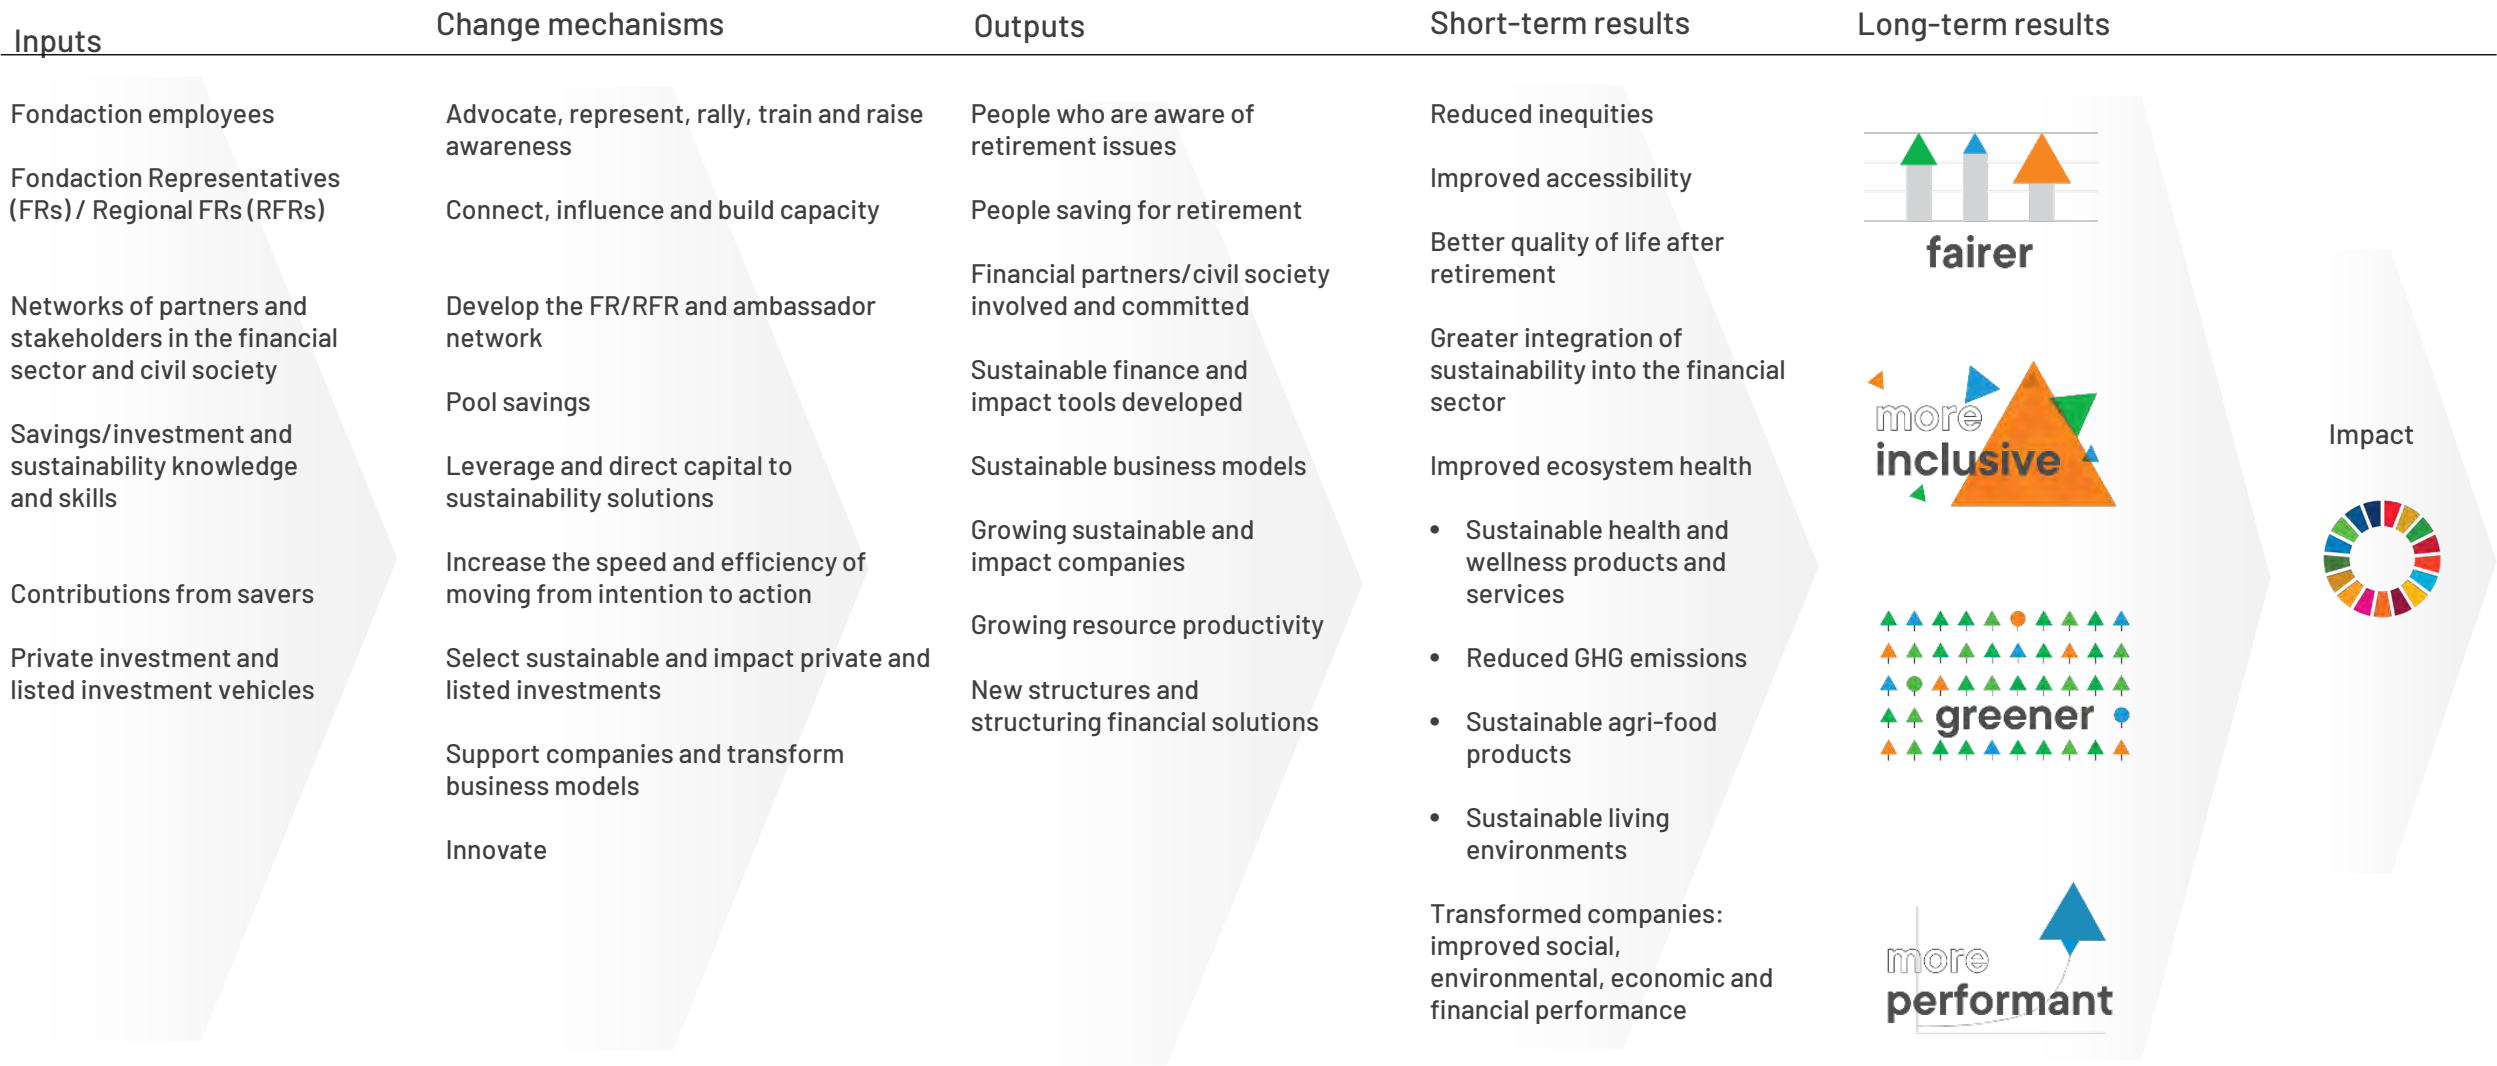 Inputs
Change mechanisms
Outputs
Short-term results
Long-term results
Fondaction employees
Fondaction Representatives
(FRs) / Regional FRs (RFRs)
Networks of partners and
stakeholders in the financial
sector and civil society
Savings/investment and
sustainability knowledge
and skills
Contributions from savers
Private investment and
listed investment vehicles
Advocate, represent, rally, train and raise
awareness
Connect, influence and build capacity
Develop the FR/RFR and ambassador
network
Pool savings
Leverage and direct capital to
sustainability solutions
Increase the speed and efficiency of
moving from intention to action
Select sustainable and impact private and
listed investments
Support companies and transform
business models
Innovate
People who are aware of
retirement issues
People saving for retirement
Financial partners/civil society
involved and committed
Sustainable finance and
impact tools developed
Sustainable business models
Growing sustainable and
impact companies
Growing resource productivity
New structures and
structuring financial solutions
Reduced inequities
Improved accessibility
Better quality of life after
retirement
Greater integration of
sustainability into the financial
sector
Improved ecosystem health
• Sustainable health and
wellness products and
services
• Reduced GHG emissions
• Sustainable agri-food
products
• Sustainable living
environments
Transformed companies:
improved social,
environmental, economic and
financial performance
fairer
more
inclusive
greener
more
performant
Impact